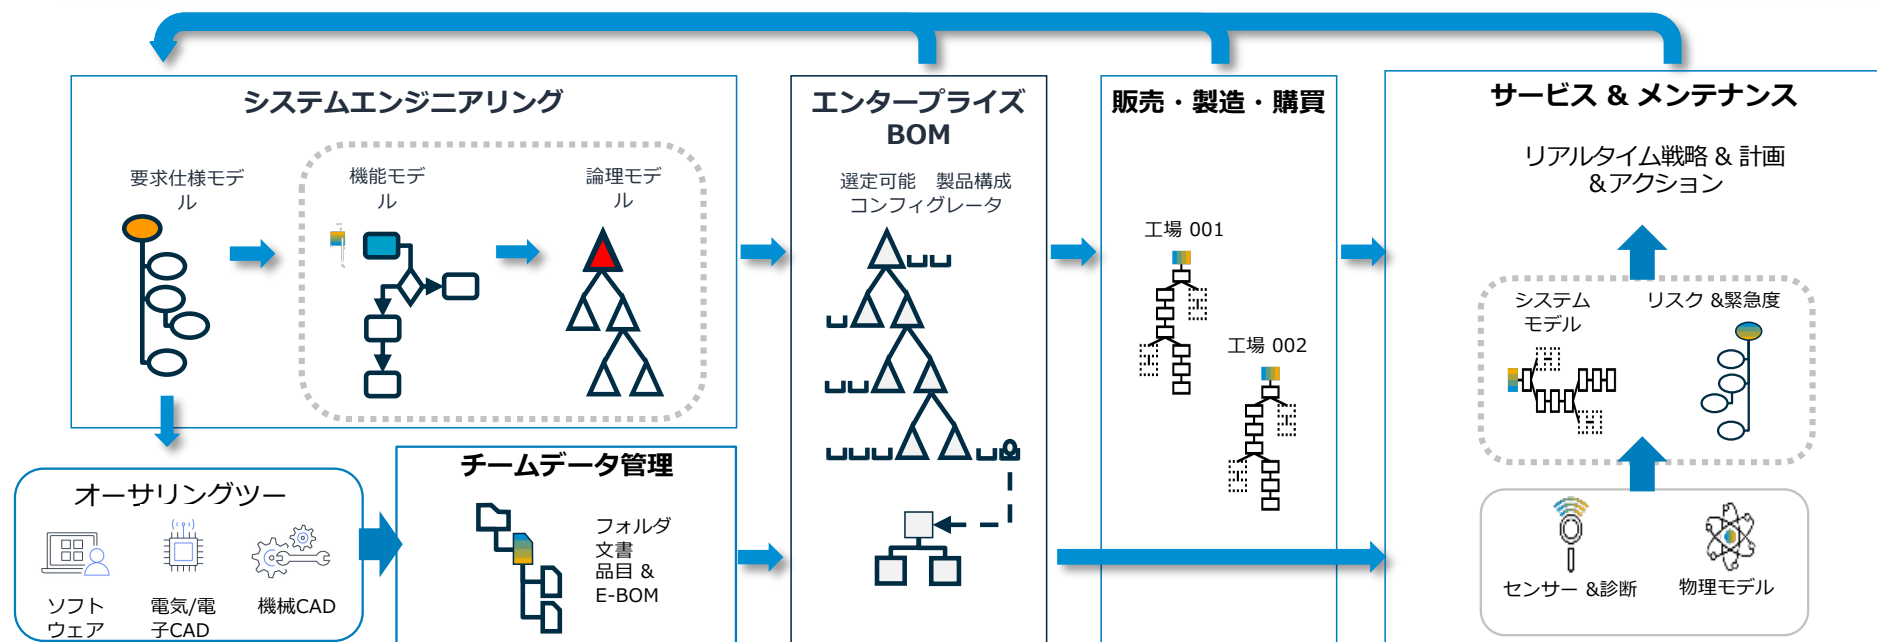 システムエンジニアリング
要求仕様モデ
ル
機能モデ
ル
論理モデ
ル
オーサリングツー
ソフト
ウェア
電気/電
子CAD
機械CAD
チームデータ管理
フォルダ
文書
品目 &
E-BOM
エンタープライズ
BOM
選定可能 製品構成
コンフィグレータ
販売・製造・購買
工場 001
工場 002
サービス & メンテナンス
リアルタイム戦略 & 計画
&アクション
システム
モデル
リスク &緊急度
センサー &診断
物理モデル